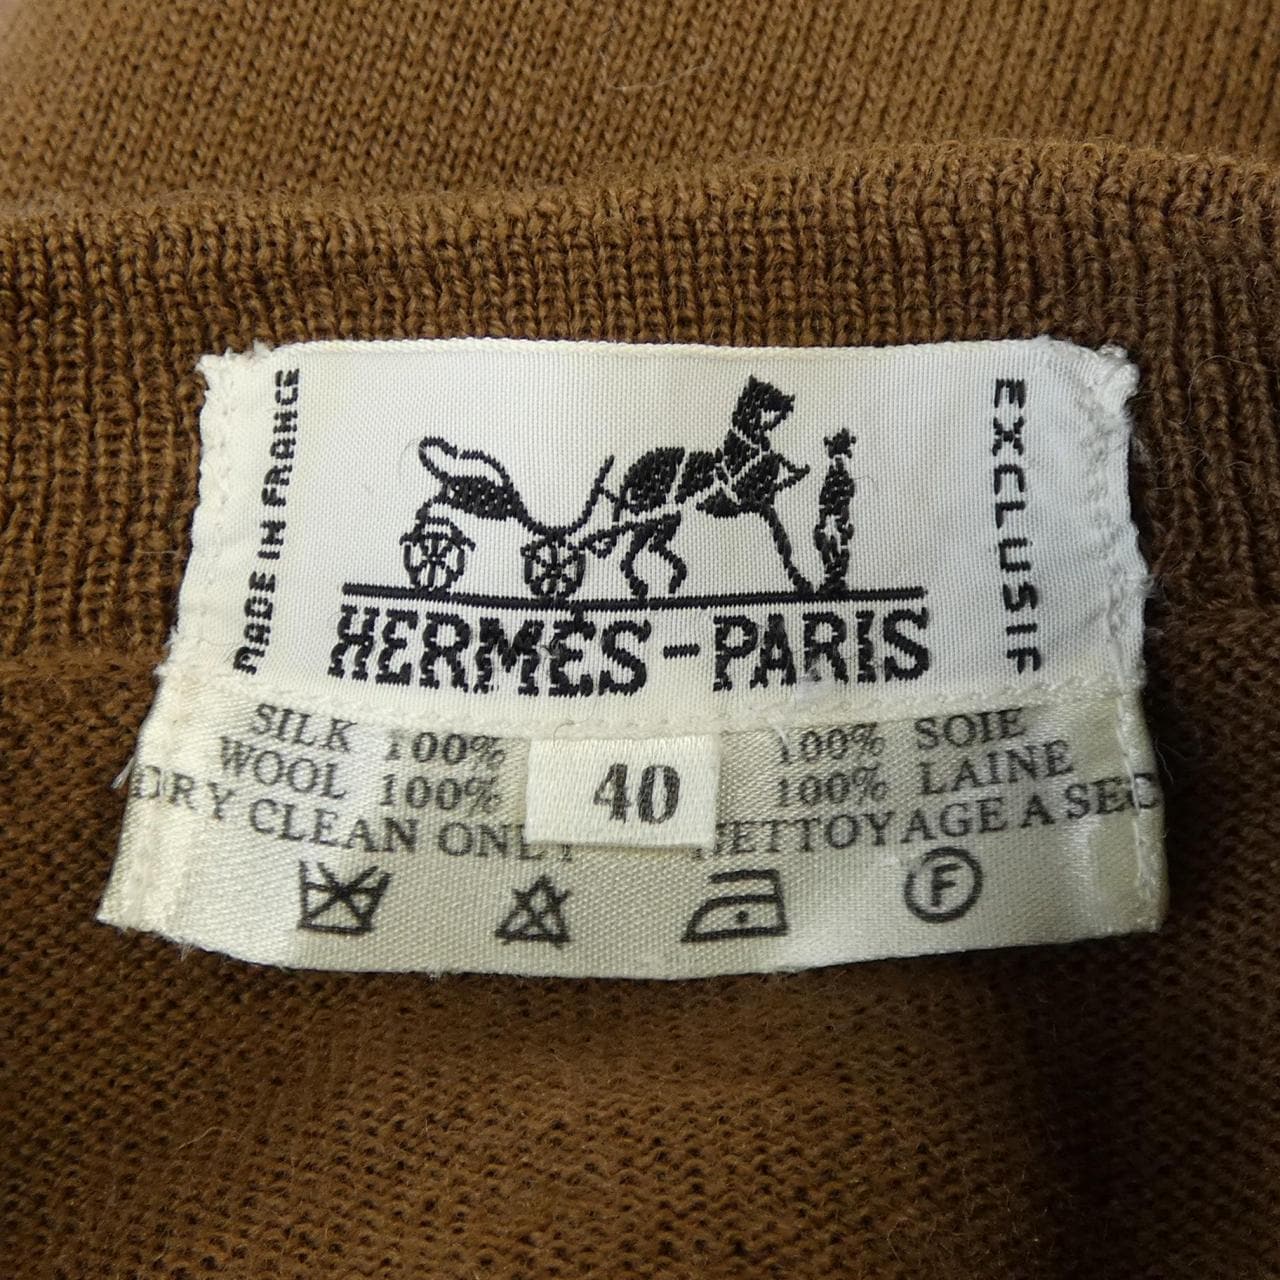 MADE IN FRANCE
EXCLUSIF
HERMÈS-PARIS
SILK 100% 100% SOIE
WOOL 100% 100% LAINE
40
DRY CLEAN ONLY NETTOYAGE A SEC
F